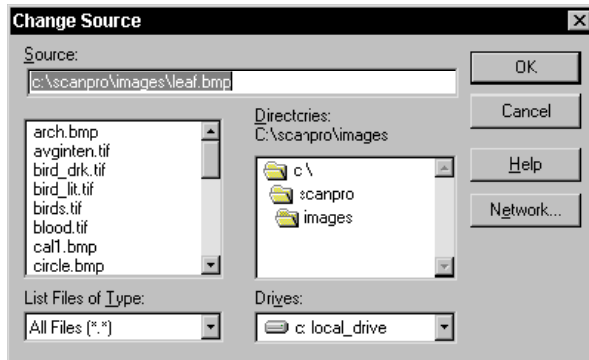 Change Source
Source:
c:\scanpro\images\leaf.bmp
OK
Cancel
Help
Network...
arch.bmp
avginten.tif
bird_drk.tif
bird_lit.tif
birds.tif
blood.tif
cal1.bmp
circle.bmp
Directories:
C:\scanpro\images
c:\
scanpro
images
List Files of Type:
All Files (*.*)
Drives:
c: local_drive